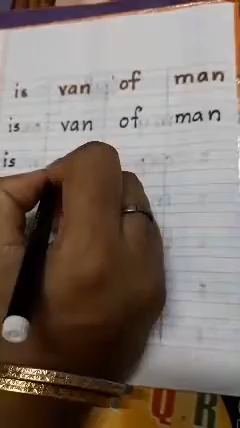 is van of man
is van of man
is
Q.R